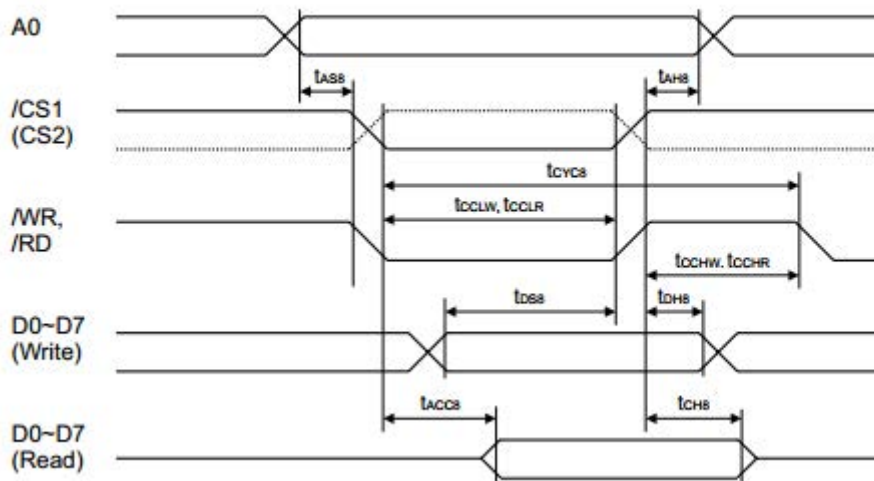 A0
tAS8
tAH8
/CS1
(CS2)
tCYC8
tCCLW, tCCLR
/WR,
/RD
tCCHW. tCCHR
tDS8
tDH8
D0~D7
(Write)
tACC8
tCH8
D0~D7
(Read)